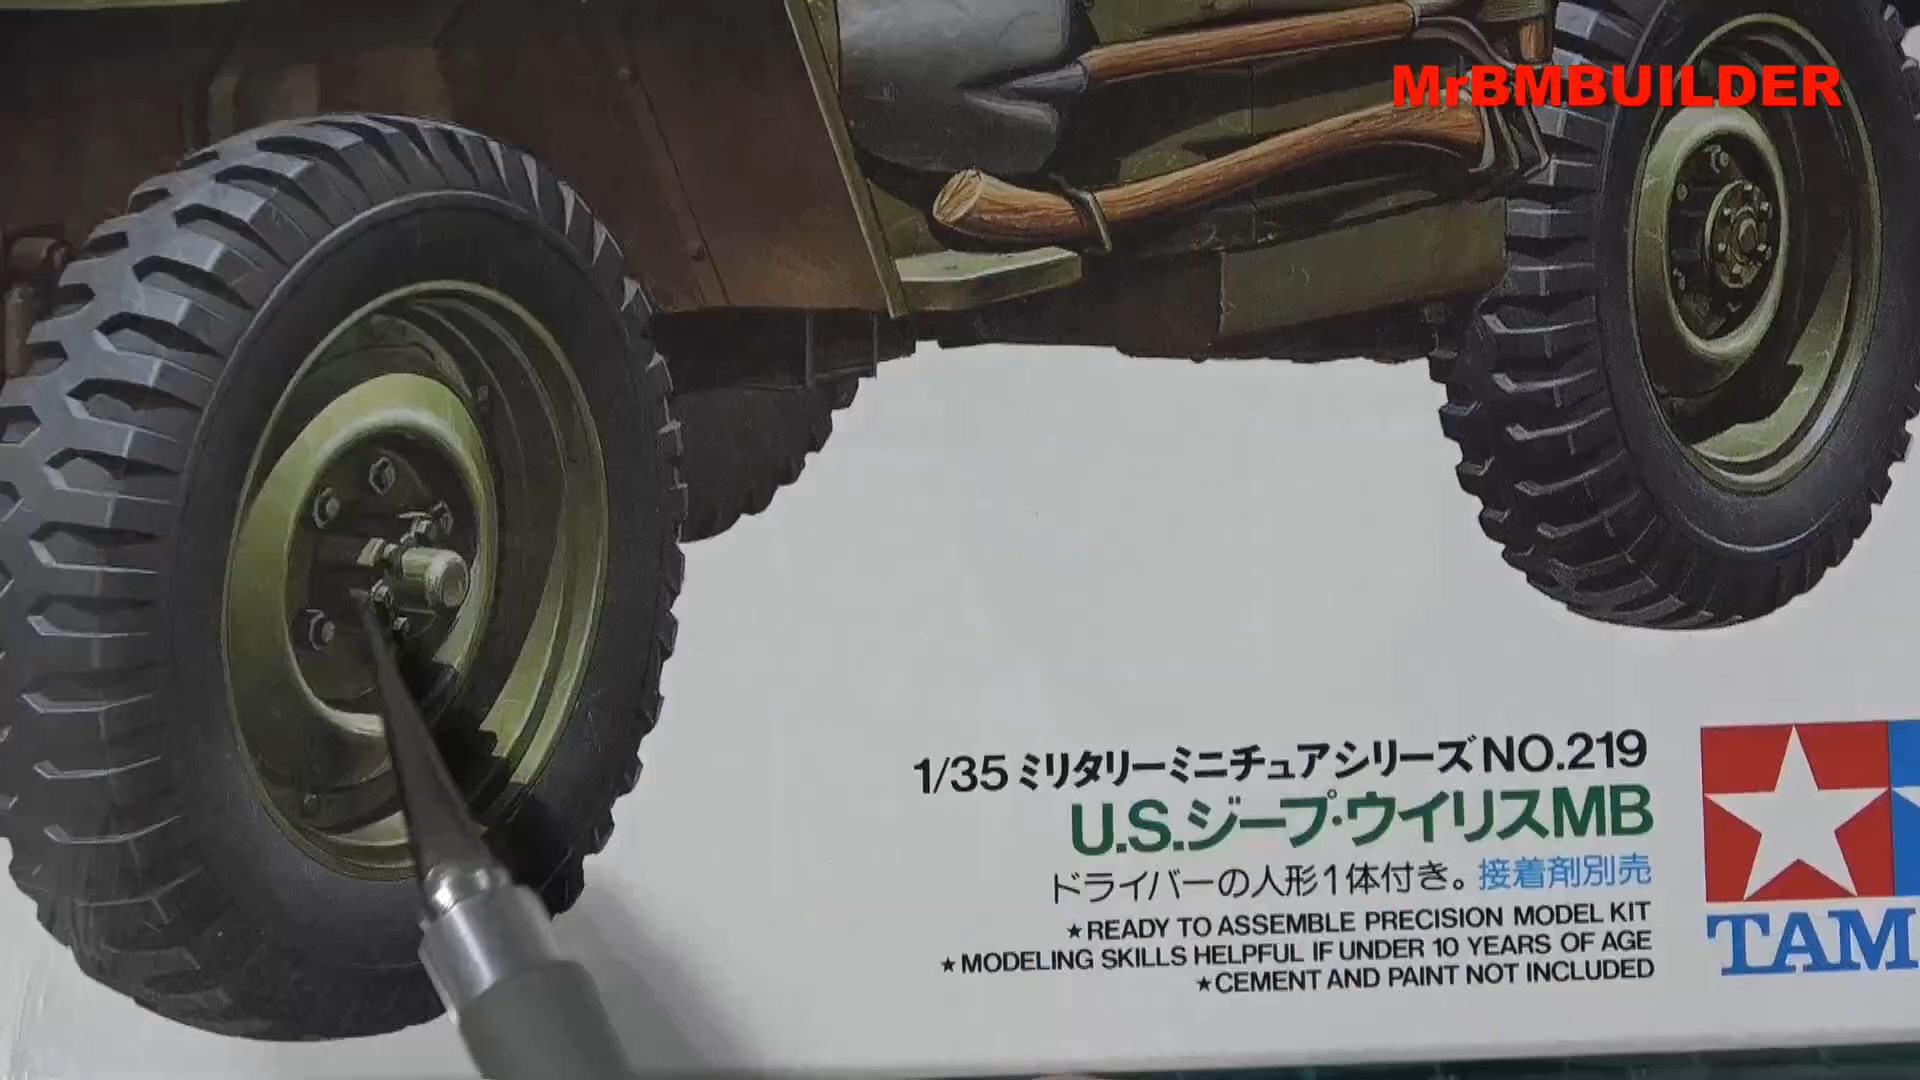 MrBMBUILDER
1/35 ミリタリーミニチュアシリーズ NO.219
U.S.ジープ・ウイリスMB
ドライバーの人形1体付き。接着剤別売
★READY TO ASSEMBLE PRECISION MODEL KIT
★MODELING SKILLS HELPFUL IF UNDER 10 YEARS OF AGE
★CEMENT AND PAINT NOT INCLUDED
TAM